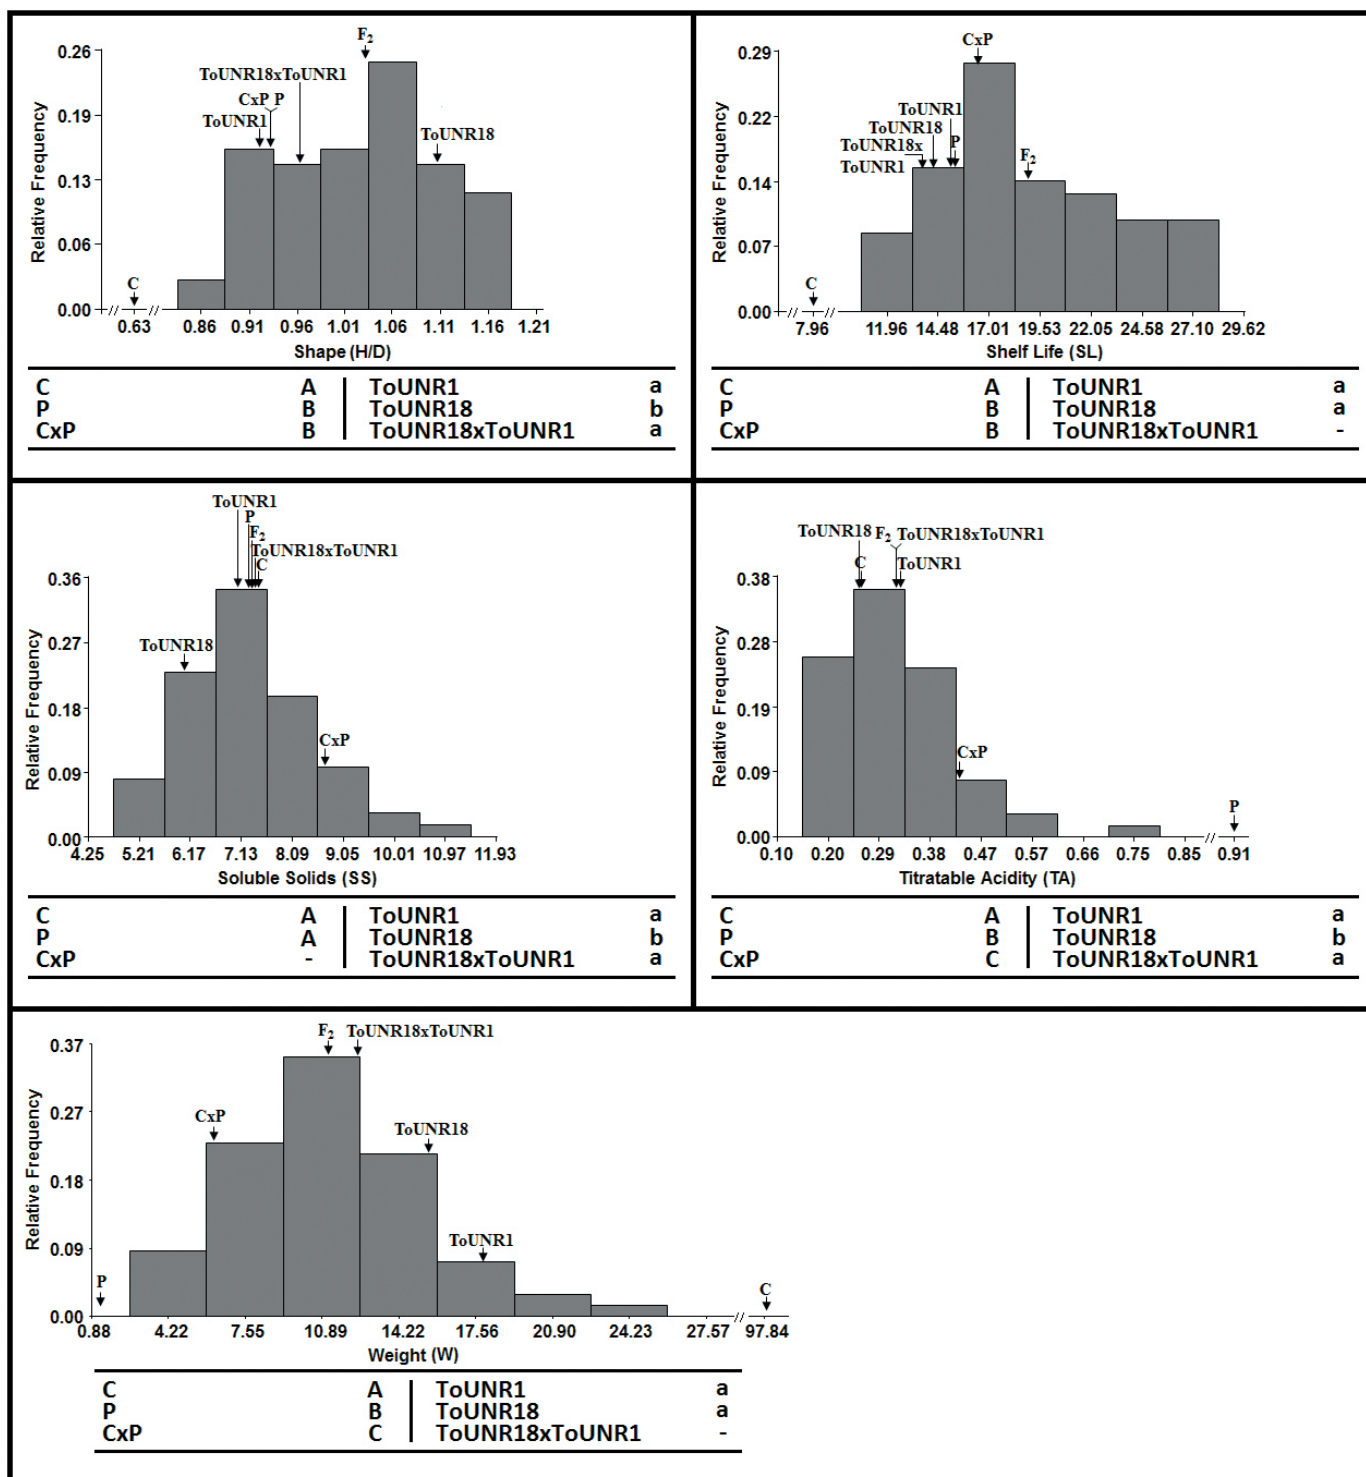 F2
0.26
ToUNR18xToUNR1
0.19
CxP P
ToUNR1
ToUNR18
0.13
0.06
C
0.00
0.63 0.86 0.91 0.96 1.01 1.06 1.11 1.16 1.21
Relative Frequency
Shape (H/D)
C A ToUNR1 a
P B ToUNR18 b
CxP B ToUNR18xToUNR1 a
CxP
0.29
0.22
ToUNR1
ToUNR18
ToUNR18x
ToUNR1
P
F2
0.14
0.07
C
0.00
7.96 11.96 14.48 17.01 19.53 22.05 24.58 27.10 29.62
Relative Frequency
Shelf Life (SL)
C A ToUNR1 a
P B ToUNR18 a
CxP B ToUNR18xToUNR1 -
ToUNR1
P
F2
ToUNR18xToUNR1
C
0.36
0.27
ToUNR18
0.18
CxP
0.09
0.00
4.25 5.21 6.17 7.13 8.09 9.05 10.01 10.97 11.93
Relative Frequency
Soluble Solids (SS)
C A ToUNR1 a
P A ToUNR18 b
CxP - ToUNR18xToUNR1 a
ToUNR18 F2 ToUNR18xToUNR1
C ToUNR1
0.38
0.28
0.19
CxP
0.09
P
0.00
0.10 0.20 0.29 0.38 0.47 0.57 0.66 0.75 0.85 0.91
Relative Frequency
Titratable Acidity (TA)
C A ToUNR1 a
P B ToUNR18 b
CxP C ToUNR18xToUNR1 a
F2 ToUNR18xToUNR1
0.37
0.27
CxP
ToUNR18
0.18
ToUNR1
0.09
P
C
0.00
0.88 4.22 7.55 10.89 14.22 17.56 20.90 24.23 27.57 97.84
Relative Frequency
Weight (W)
C A ToUNR1 a
P B ToUNR18 a
CxP C ToUNR18xToUNR1 -